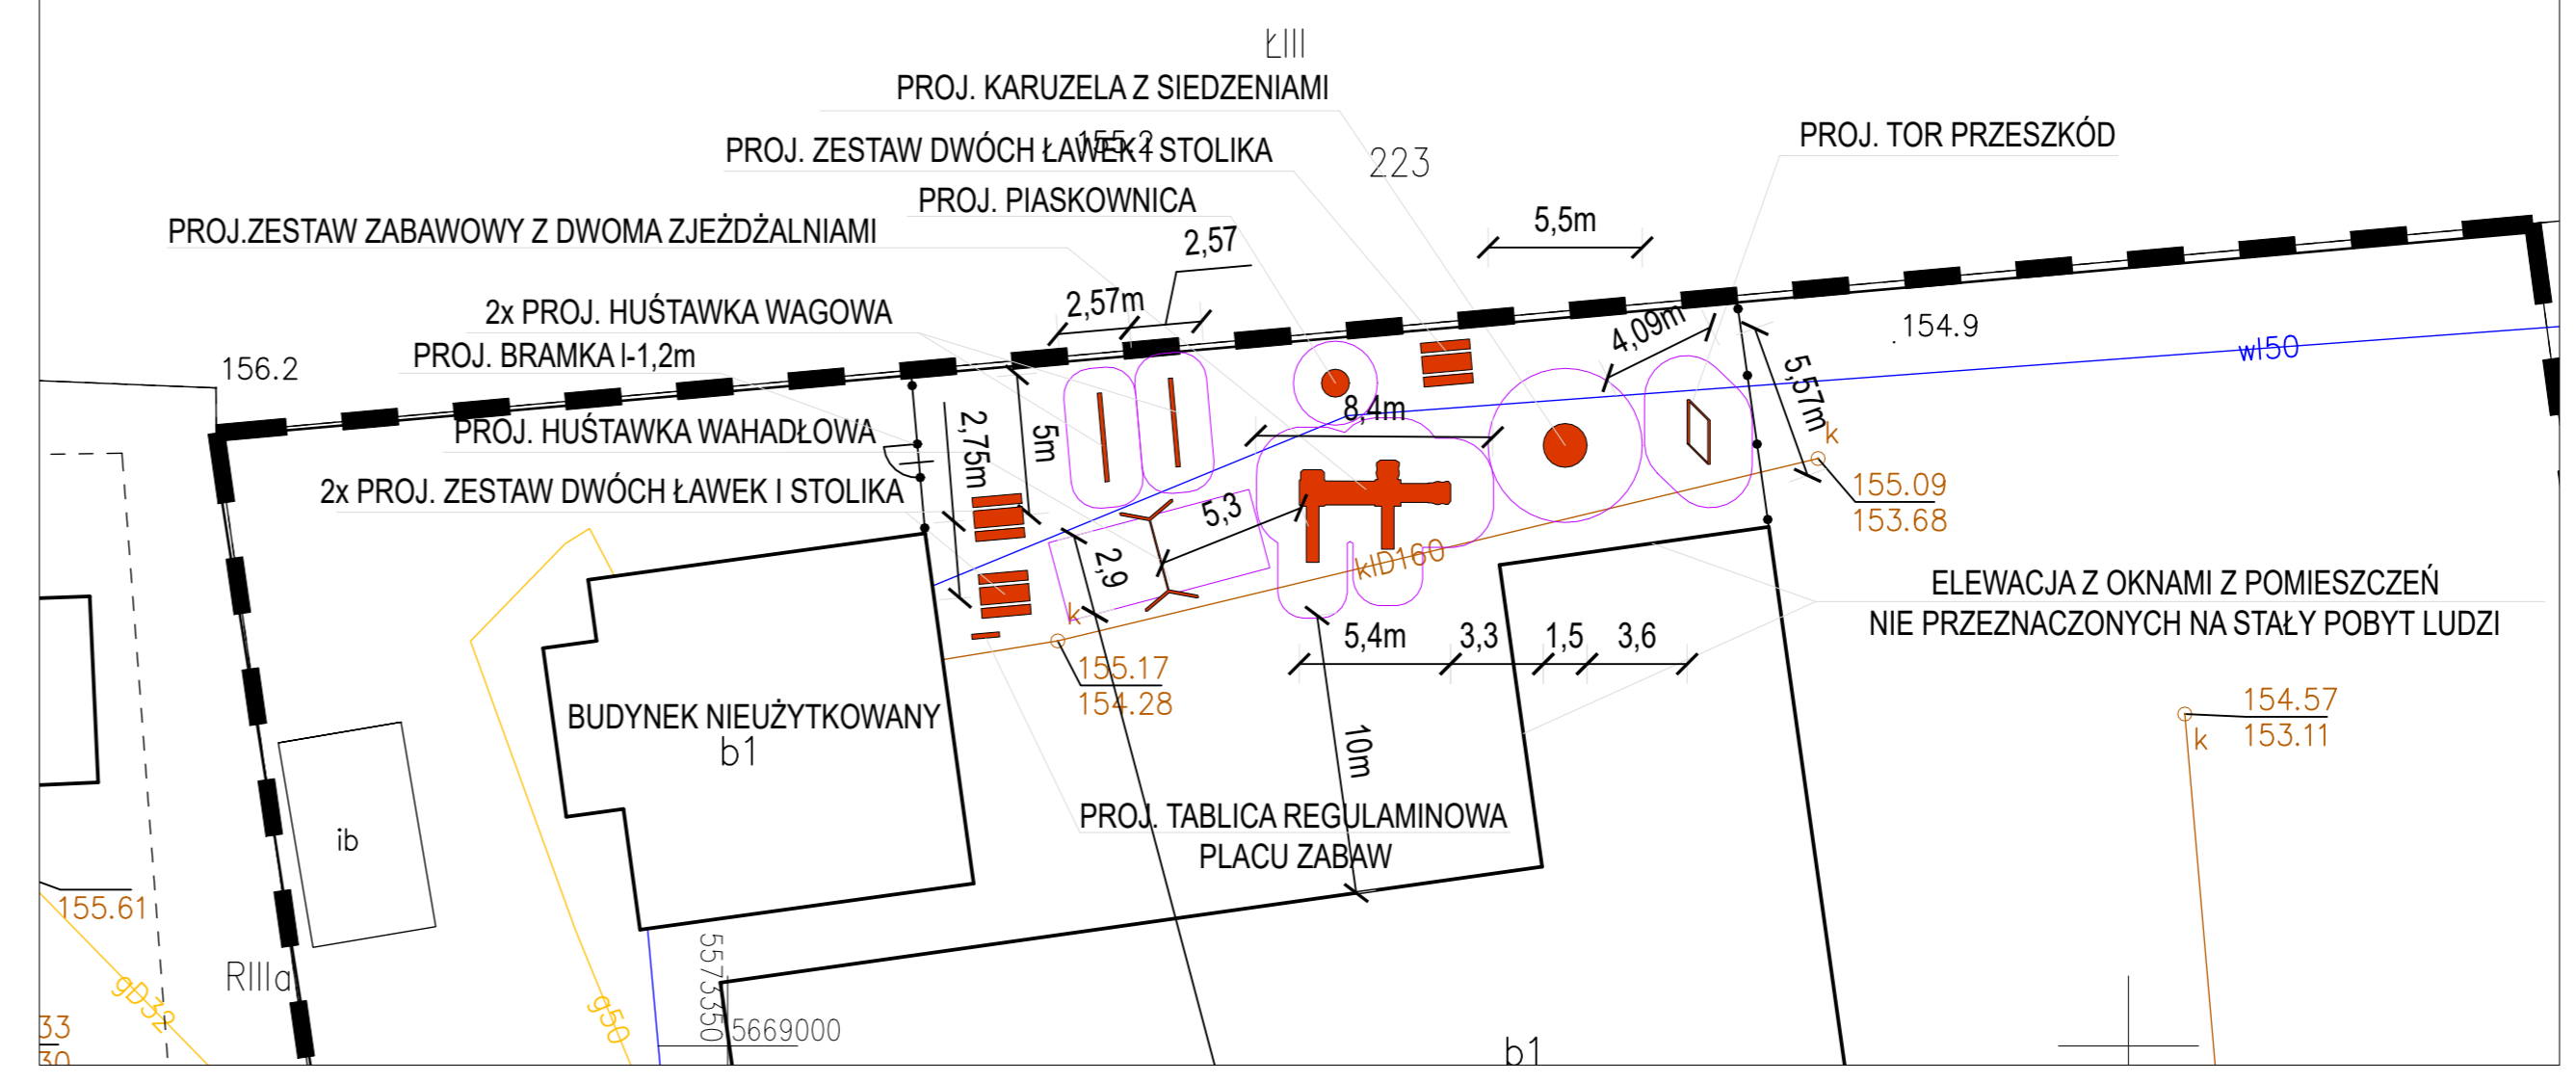 ŁIII
PROJ. KARUZELA Z SIEDZENIAMI
155.2
PROJ. ZESTAW DWÓCH ŁAWEK I STOLIKA
223
PROJ. TOR PRZESZKÓD
PROJ. PIASKOWNICA
PROJ.ZESTAW ZABAWOWY Z DWOMA ZJEŻDŻALNIAMI
2,57
5,5m
2,57m
2x PROJ. HUŚTAWKA WAGOWA
4,09m
.154.9
wl50
PROJ. BRAMKA l-1,2m
156.2
5,57m
8,4m
PROJ. HUŚTAWKA WAHADŁOWA
2,75m
5m
k
2x PROJ. ZESTAW DWÓCH ŁAWEK I STOLIKA
155.09
153.68
5,3
2,9
klD160
k
ELEWACJA Z OKNAMI Z POMIESZCZEŃ
NIE PRZEZNACZONYCH NA STAŁY POBYT LUDZI
5,4m
3,3
1,5
3,6
155.17
154.28
BUDYNEK NIEUŻYTKOWANY
b1
154.57
153.11
k
10m
PROJ. TABLICA REGULAMINOWA
PLACU ZABAW
ib
155.61
RIIIa
gD32
g50
5573350
5669000
33
30
b1